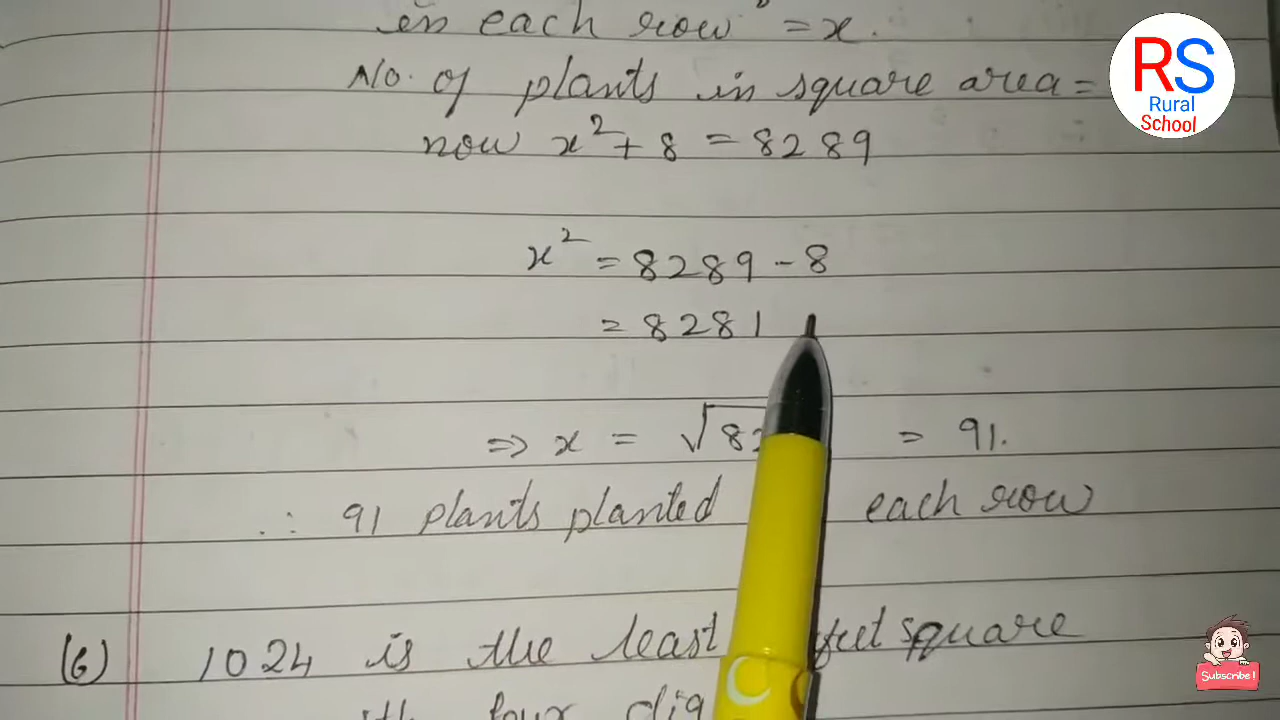 in each row = x.
No. of plants in square area =
now x² + 8 = 8289
x² = 8289 - 8
= 8281
⇒ x = √82 = 91.
∴ 91 plants planted each row
(6) 1024 is the least square
four
RS
Rural
School
Subscribe!